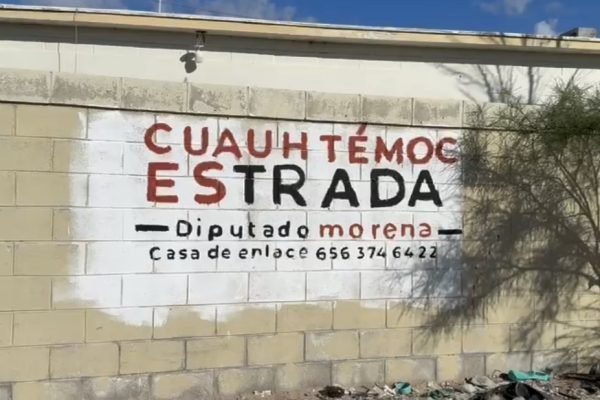 CUAUHTÉMOC
ESTRADA
Diputado morena
Casa de enlace 656 374 6422